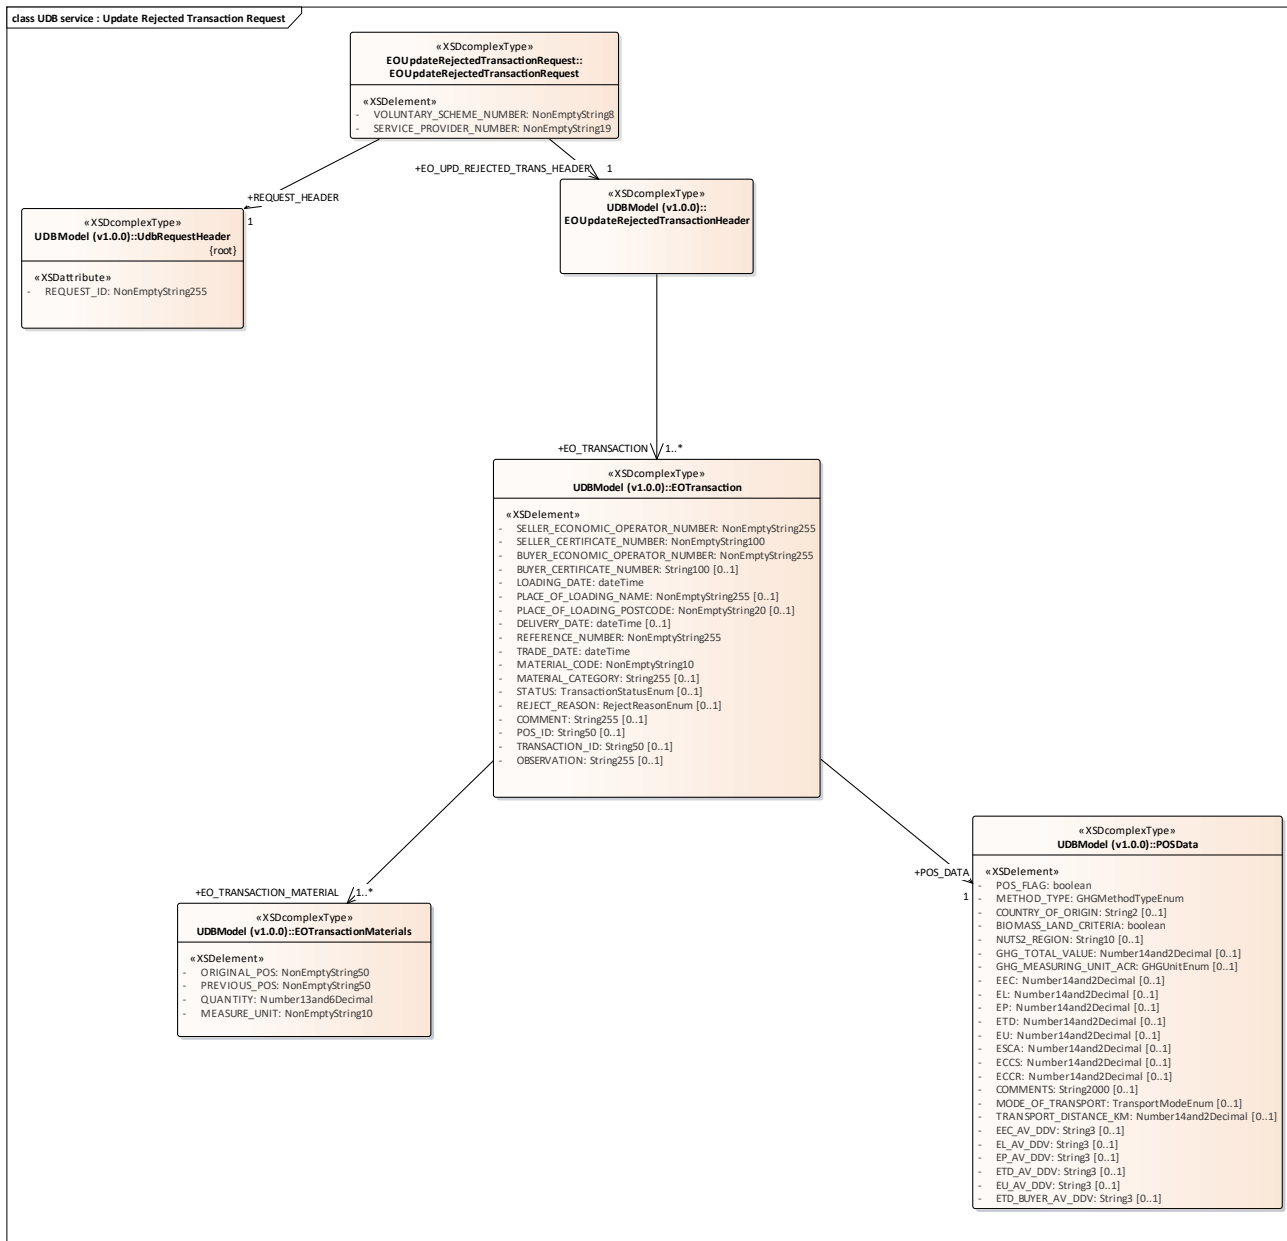 class UDB service : Update Rejected Transaction Request
«XSDcomplexType»
EOUpdateRejectedTransactionRequest::
EOUpdateRejectedTransactionRequest
«XSDelement»
- VOLUNTARY_SCHEME_NUMBER: NonEmptyString8
- SERVICE_PROVIDER_NUMBER: NonEmptyString19
+EO_UPD_REJECTED_TRANS_HEADER 1
+REQUEST_HEADER
1
«XSDcomplexType»
UDBModel (v1.0.0)::
EOUpdateRejectedTransactionHeader
«XSDcomplexType»
UDBModel (v1.0.0)::UdbRequestHeader
{root}
«XSDattribute»
- REQUEST_ID: NonEmptyString255
+EO_TRANSACTION 1..*
«XSDcomplexType»
UDBModel (v1.0.0)::EOTransaction
«XSDelement»
- SELLER_ECONOMIC_OPERATOR_NUMBER: NonEmptyString255
- SELLER_CERTIFICATE_NUMBER: NonEmptyString100
- BUYER_ECONOMIC_OPERATOR_NUMBER: NonEmptyString255
- BUYER_CERTIFICATE_NUMBER: String100 [0..1]
- LOADING_DATE: dateTime
- PLACE_OF_LOADING_NAME: NonEmptyString255 [0..1]
- PLACE_OF_LOADING_POSTCODE: NonEmptyString20 [0..1]
- DELIVERY_DATE: dateTime [0..1]
- REFERENCE_NUMBER: NonEmptyString255
- TRADE_DATE: dateTime
- MATERIAL_CODE: NonEmptyString10
- MATERIAL_CATEGORY: String255 [0..1]
- STATUS: TransactionStatusEnum [0..1]
- REJECT_REASON: RejectReasonEnum [0..1]
- COMMENT: String255 [0..1]
- POS_ID: String50 [0..1]
- TRANSACTION_ID: String50 [0..1]
- OBSERVATION: String255 [0..1]
+EO_TRANSACTION_MATERIAL 1..*
«XSDcomplexType»
UDBModel (v1.0.0)::EOTransactionMaterials
«XSDelement»
- ORIGINAL_POS: NonEmptyString50
- PREVIOUS_POS: NonEmptyString50
- QUANTITY: Number13and6Decimal
- MEASURE_UNIT: NonEmptyString10
+POS_DATA
1
«XSDcomplexType»
UDBModel (v1.0.0)::POSData
«XSDelement»
- POS_FLAG: boolean
- METHOD_TYPE: GHGMethodTypeEnum
- COUNTRY_OF_ORIGIN: String2 [0..1]
- BIOMASS_LAND_CRITERIA: boolean
- NUTS2_REGION: String10 [0..1]
- GHG_TOTAL_VALUE: Number14and2Decimal [0..1]
- GHG_MEASURING_UNIT_ACR: GHGUnitEnum [0..1]
- EEC: Number14and2Decimal [0..1]
- EL: Number14and2Decimal [0..1]
- EP: Number14and2Decimal [0..1]
- ETD: Number14and2Decimal [0..1]
- EU: Number14and2Decimal [0..1]
- ESCA: Number14and2Decimal [0..1]
- ECCS: Number14and2Decimal [0..1]
- ECCR: Number14and2Decimal [0..1]
- COMMENTS: String2000 [0..1]
- MODE_OF_TRANSPORT: TransportModeEnum [0..1]
- TRANSPORT_DISTANCE_KM: Number14and2Decimal [0..1]
- EEC_AV_DDV: String3 [0..1]
- EL_AV_DDV: String3 [0..1]
- EP_AV_DDV: String3 [0..1]
- ETD_AV_DDV: String3 [0..1]
- EU_AV_DDV: String3 [0..1]
- ETD_BUYER_AV_DDV: String3 [0..1]